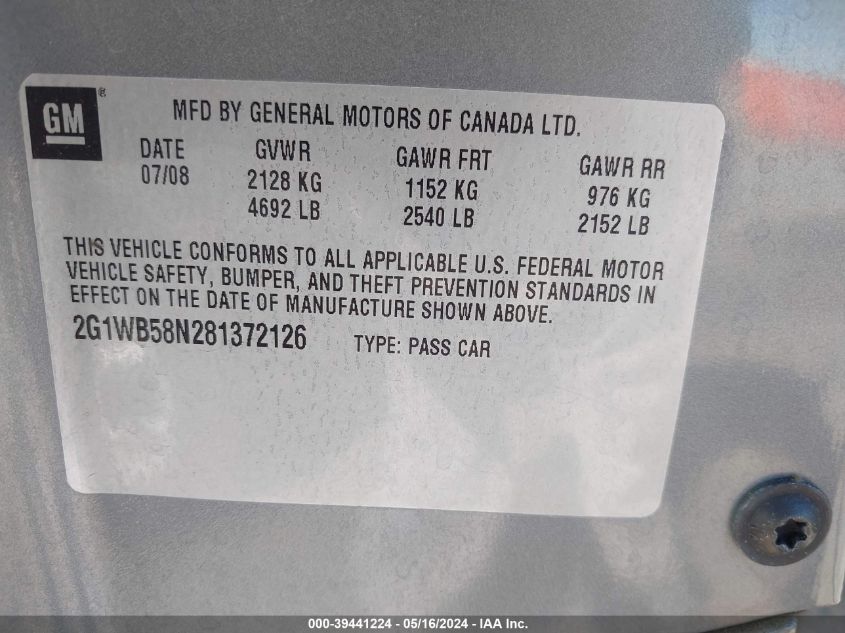 GM ®
MFD BY GENERAL MOTORS OF CANADA LTD.
DATE GVWR GAWR FRT GAWR RR
07/08 2128 KG 1152 KG 976 KG
4692 LB 2540 LB 2152 LB
THIS VEHICLE CONFORMS TO ALL APPLICABLE U.S. FEDERAL MOTOR
VEHICLE SAFETY, BUMPER, AND THEFT PREVENTION STANDARDS IN
EFFECT ON THE DATE OF MANUFACTURE SHOWN ABOVE.
2G1WB58N281372126 TYPE: PASS CAR
000-39441224 - 05/16/2024 - IAA Inc.